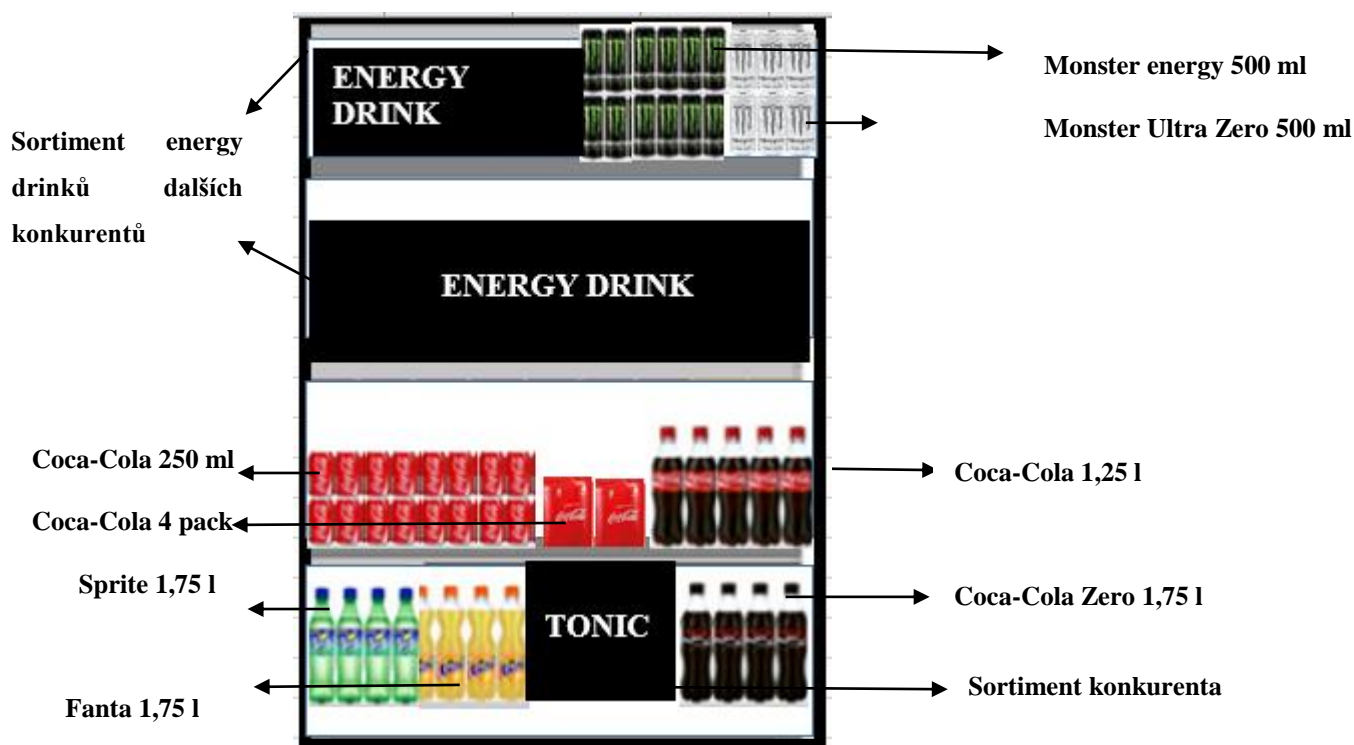 ENERGY
DRINK
Monster energy 500 ml
Monster Ultra Zero 500 ml
Sortiment energy
drinků dalších
konkurentů
ENERGY DRINK
Coca-Cola 250 ml
Coca-Cola 1,25 l
Coca-Cola 4 pack
Sprite 1,75 l
Coca-Cola Zero 1,75 l
TONIC
Sortiment konkurenta
Fanta 1,75 l